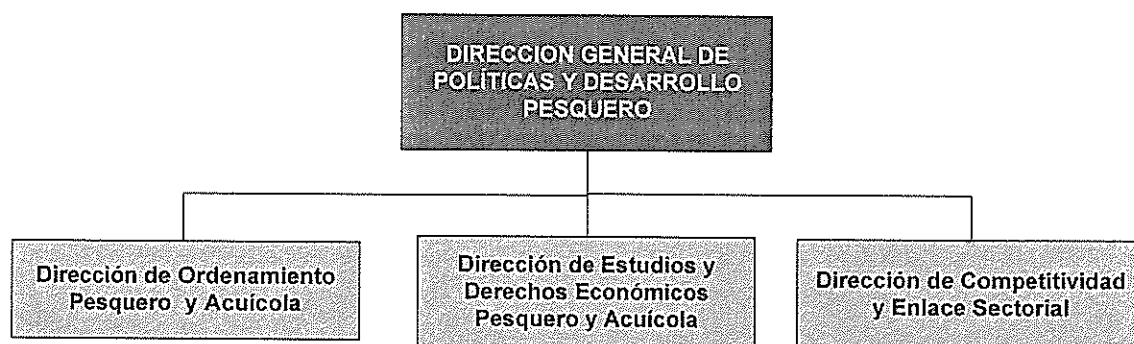 DIRECCION GENERAL DE
POLÍTICAS Y DESARROLLO
PESQUERO
Dirección de Ordenamiento
Pesquero y Acuícola
Dirección de Estudios y
Derechos Económicos
Pesquero y Acuícola
Dirección de Competitividad
y Enlace Sectorial